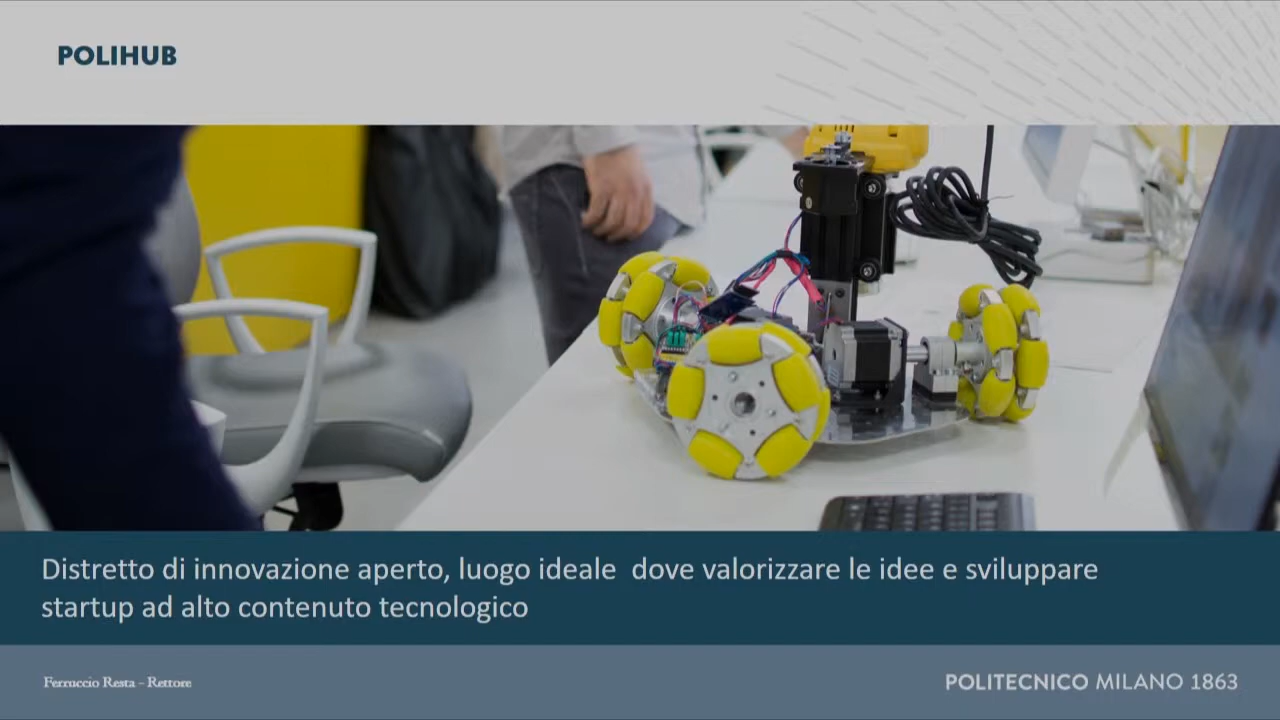 POLIHUB
Distretto di innovazione aperto, luogo ideale  dove valorizzare le idee e sviluppare
startup ad alto contenuto tecnologico
Ferruccio Resta – Rettore
POLITECNICO MILANO 1863